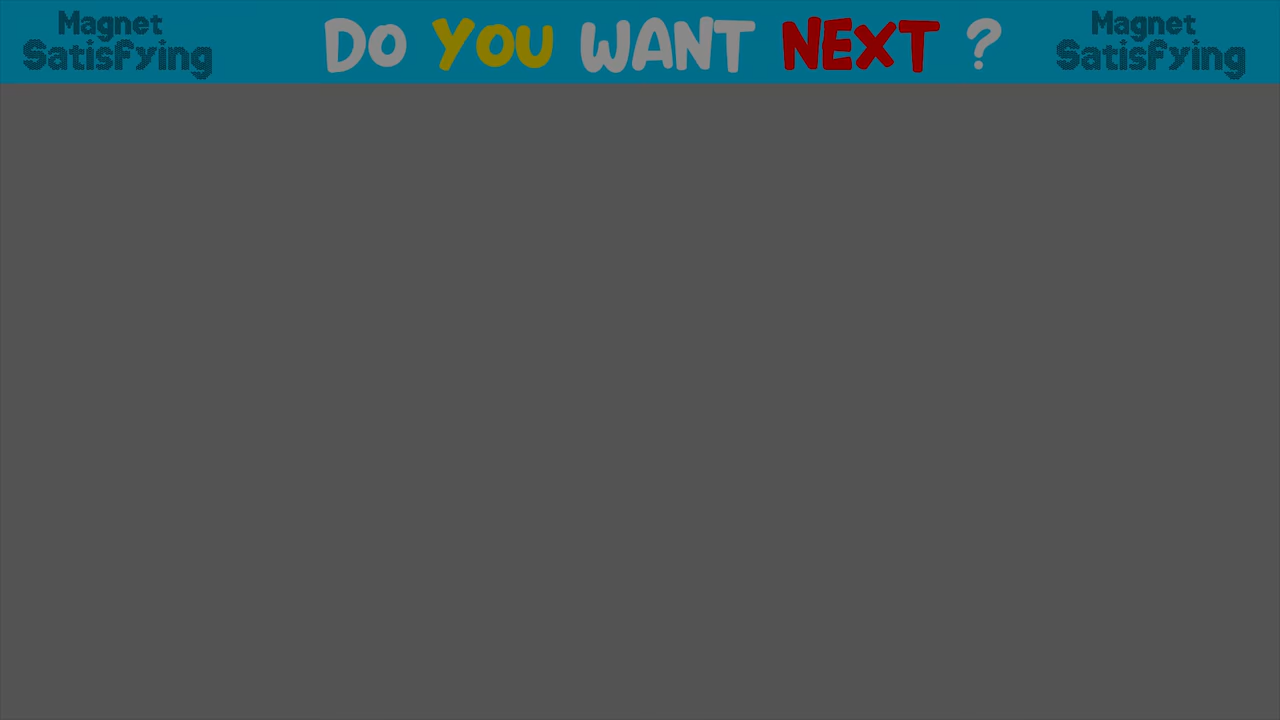 Magnet
Satisfying
DO YOU WANT NEXT ?
Magnet
Satisfying